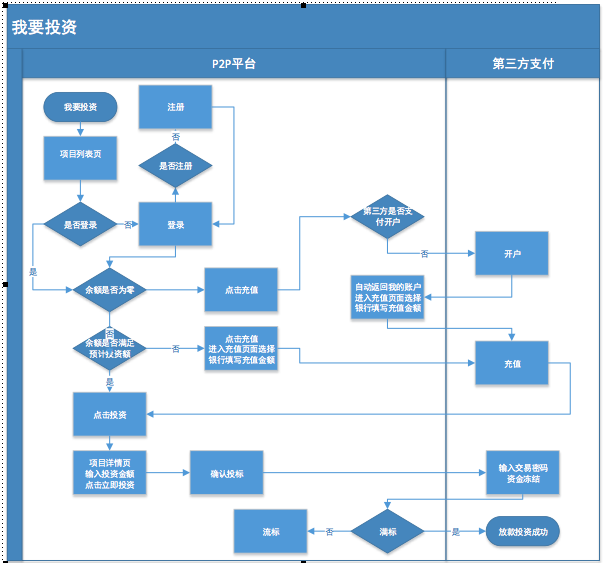 我要投资
P2P平台
第三方支付
我要投资
注册
否
项目列表页
是否注册
是否登录
否
登录
第三方是否支
付开户
是
否
开户
余额是否为零
点击充值
自动返回我的账户
进入充值页面选择
银行填写充值金额
否
余额是否满足
预计投资额
否
点击充值
进入充值页面选择
银行填写充值金额
充值
是
点击投资
项目详情页
输入投资金额
点击立即投资
确认投标
输入交易密码
资金冻结
流标
否
满标
是
放款投资成功